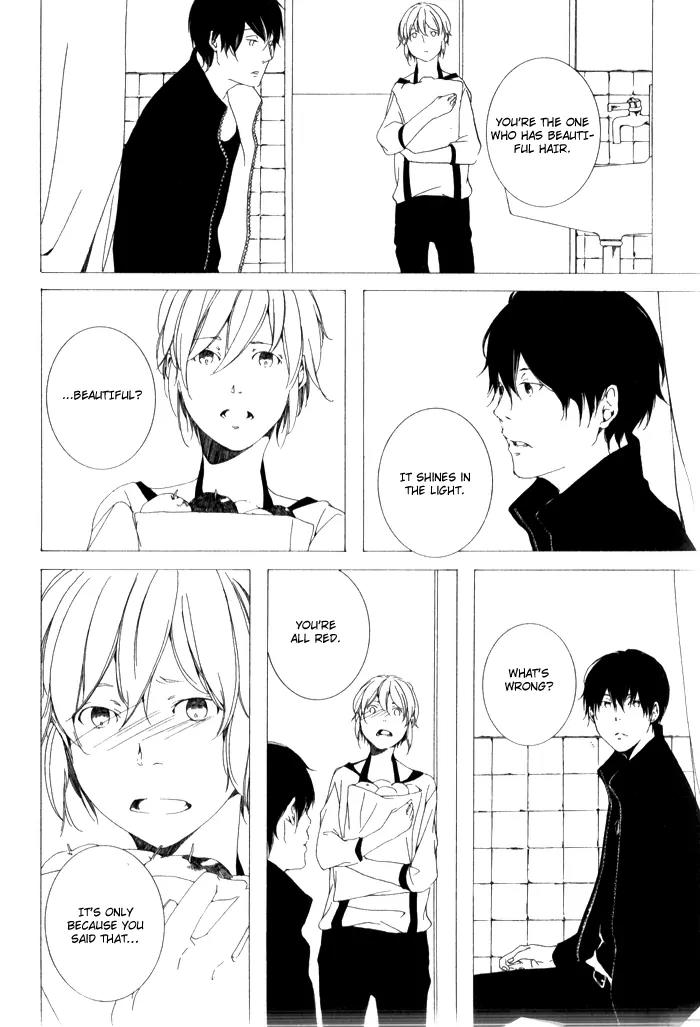 YOU'RE THE ONE
WHO HAS BEAUTI-
FUL HAIR.
IT SHINES IN
THE LIGHT.
...BEAUTIFUL?
WHAT'S
WRONG?
YOU'RE
ALL RED.
IT'S ONLY
BECAUSE YOU
SAID THAT...